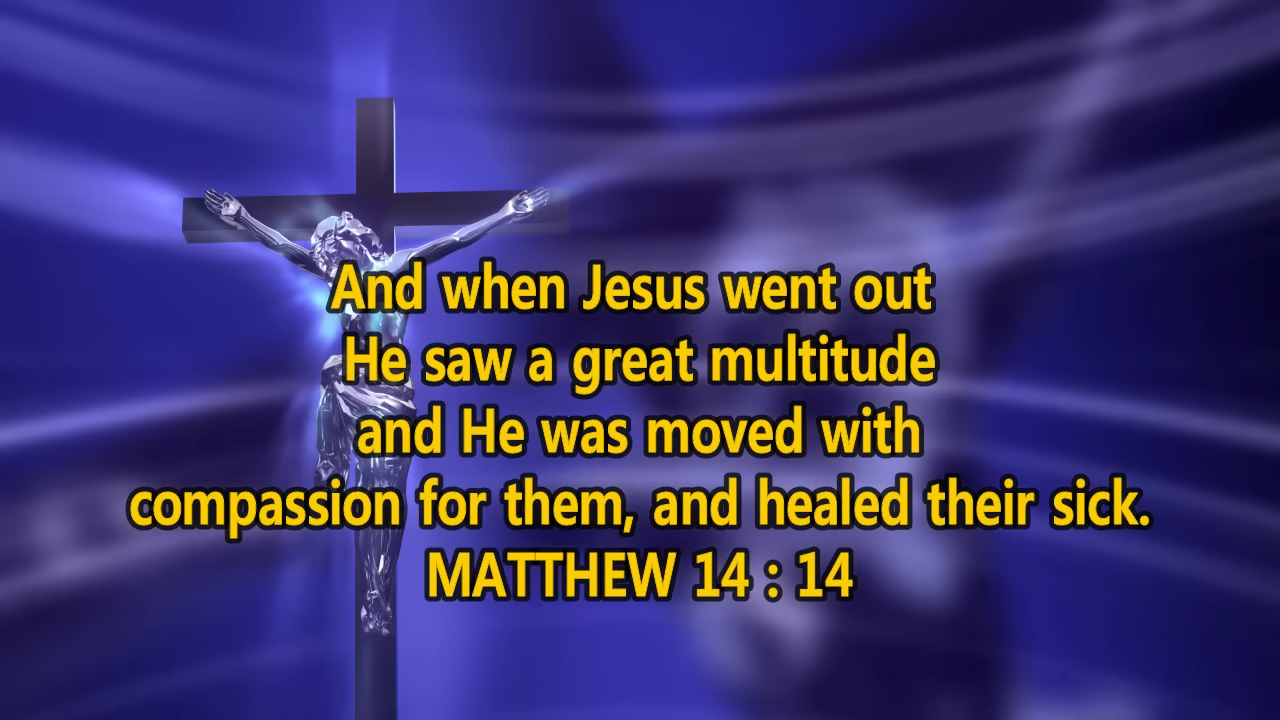 And when Jesus went out
He saw a great multitude
and He was moved with
compassion for them, and healed their sick.
MATTHEW 14 : 14